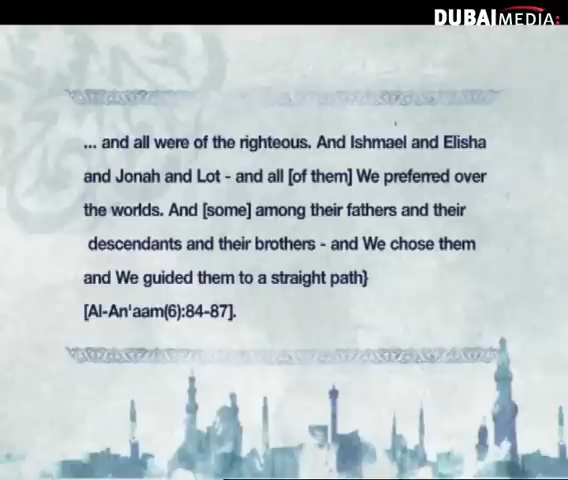 DUBAI MEDIA:
... and all were of the righteous. And Ishmael and Elisha
and Jonah and Lot - and all [of them] We preferred over
the worlds. And [some] among their fathers and their
descendants and their brothers - and We chose them
and We guided them to a straight path}
[Al-An'aam(6):84-87].